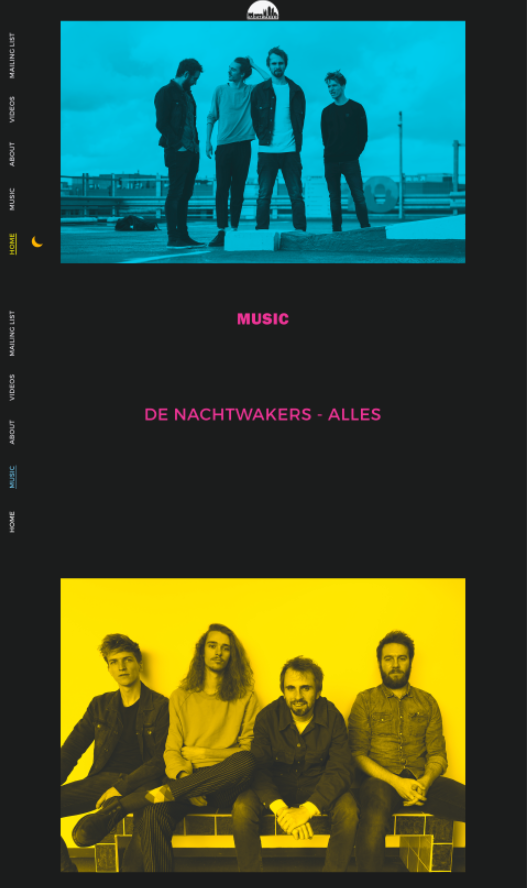 MAILING LIST
VIDEOS
ABOUT
MUSIC
HOME
MUSIC
DE NACHTWAKERS - ALLES
MAILING LIST
VIDEOS
ABOUT
MUSIC
HOME